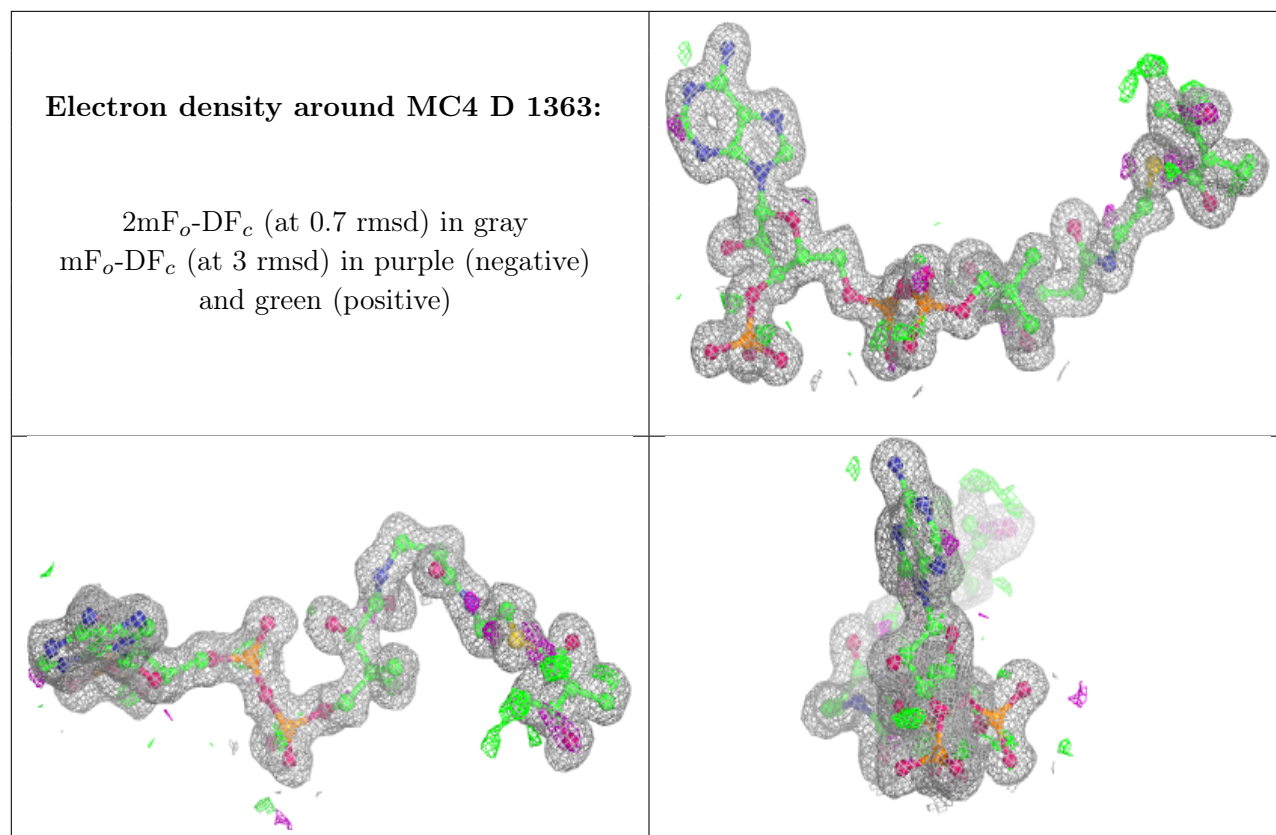 Electron density around MC4 D 1363:
2mFₒ-DF𝒸 (at 0.7 rmsd) in gray
mFₒ-DF𝒸 (at 3 rmsd) in purple (negative)
and green (positive)